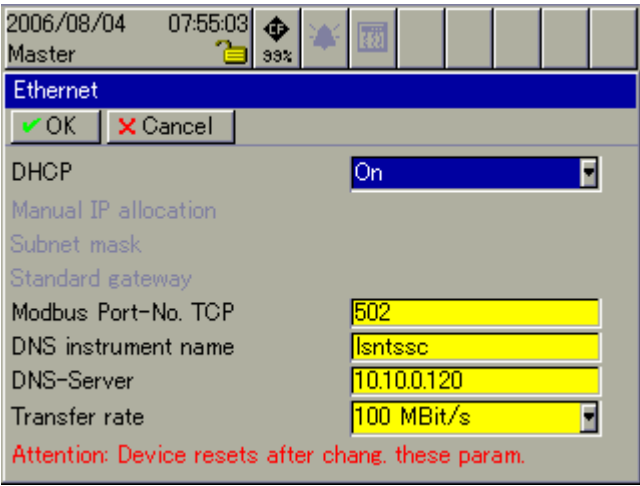 2006/08/04 07:55:03
Master
CF
99%
Ethernet
OK Cancel
DHCP On
Manual IP allocation
Subnet mask
Standard gateway
Modbus Port-No. TCP 502
DNS instrument name lsntssc
DNS-Server 10.10.0.120
Transfer rate 100 MBit/s
Attention: Device resets after chang. these param.